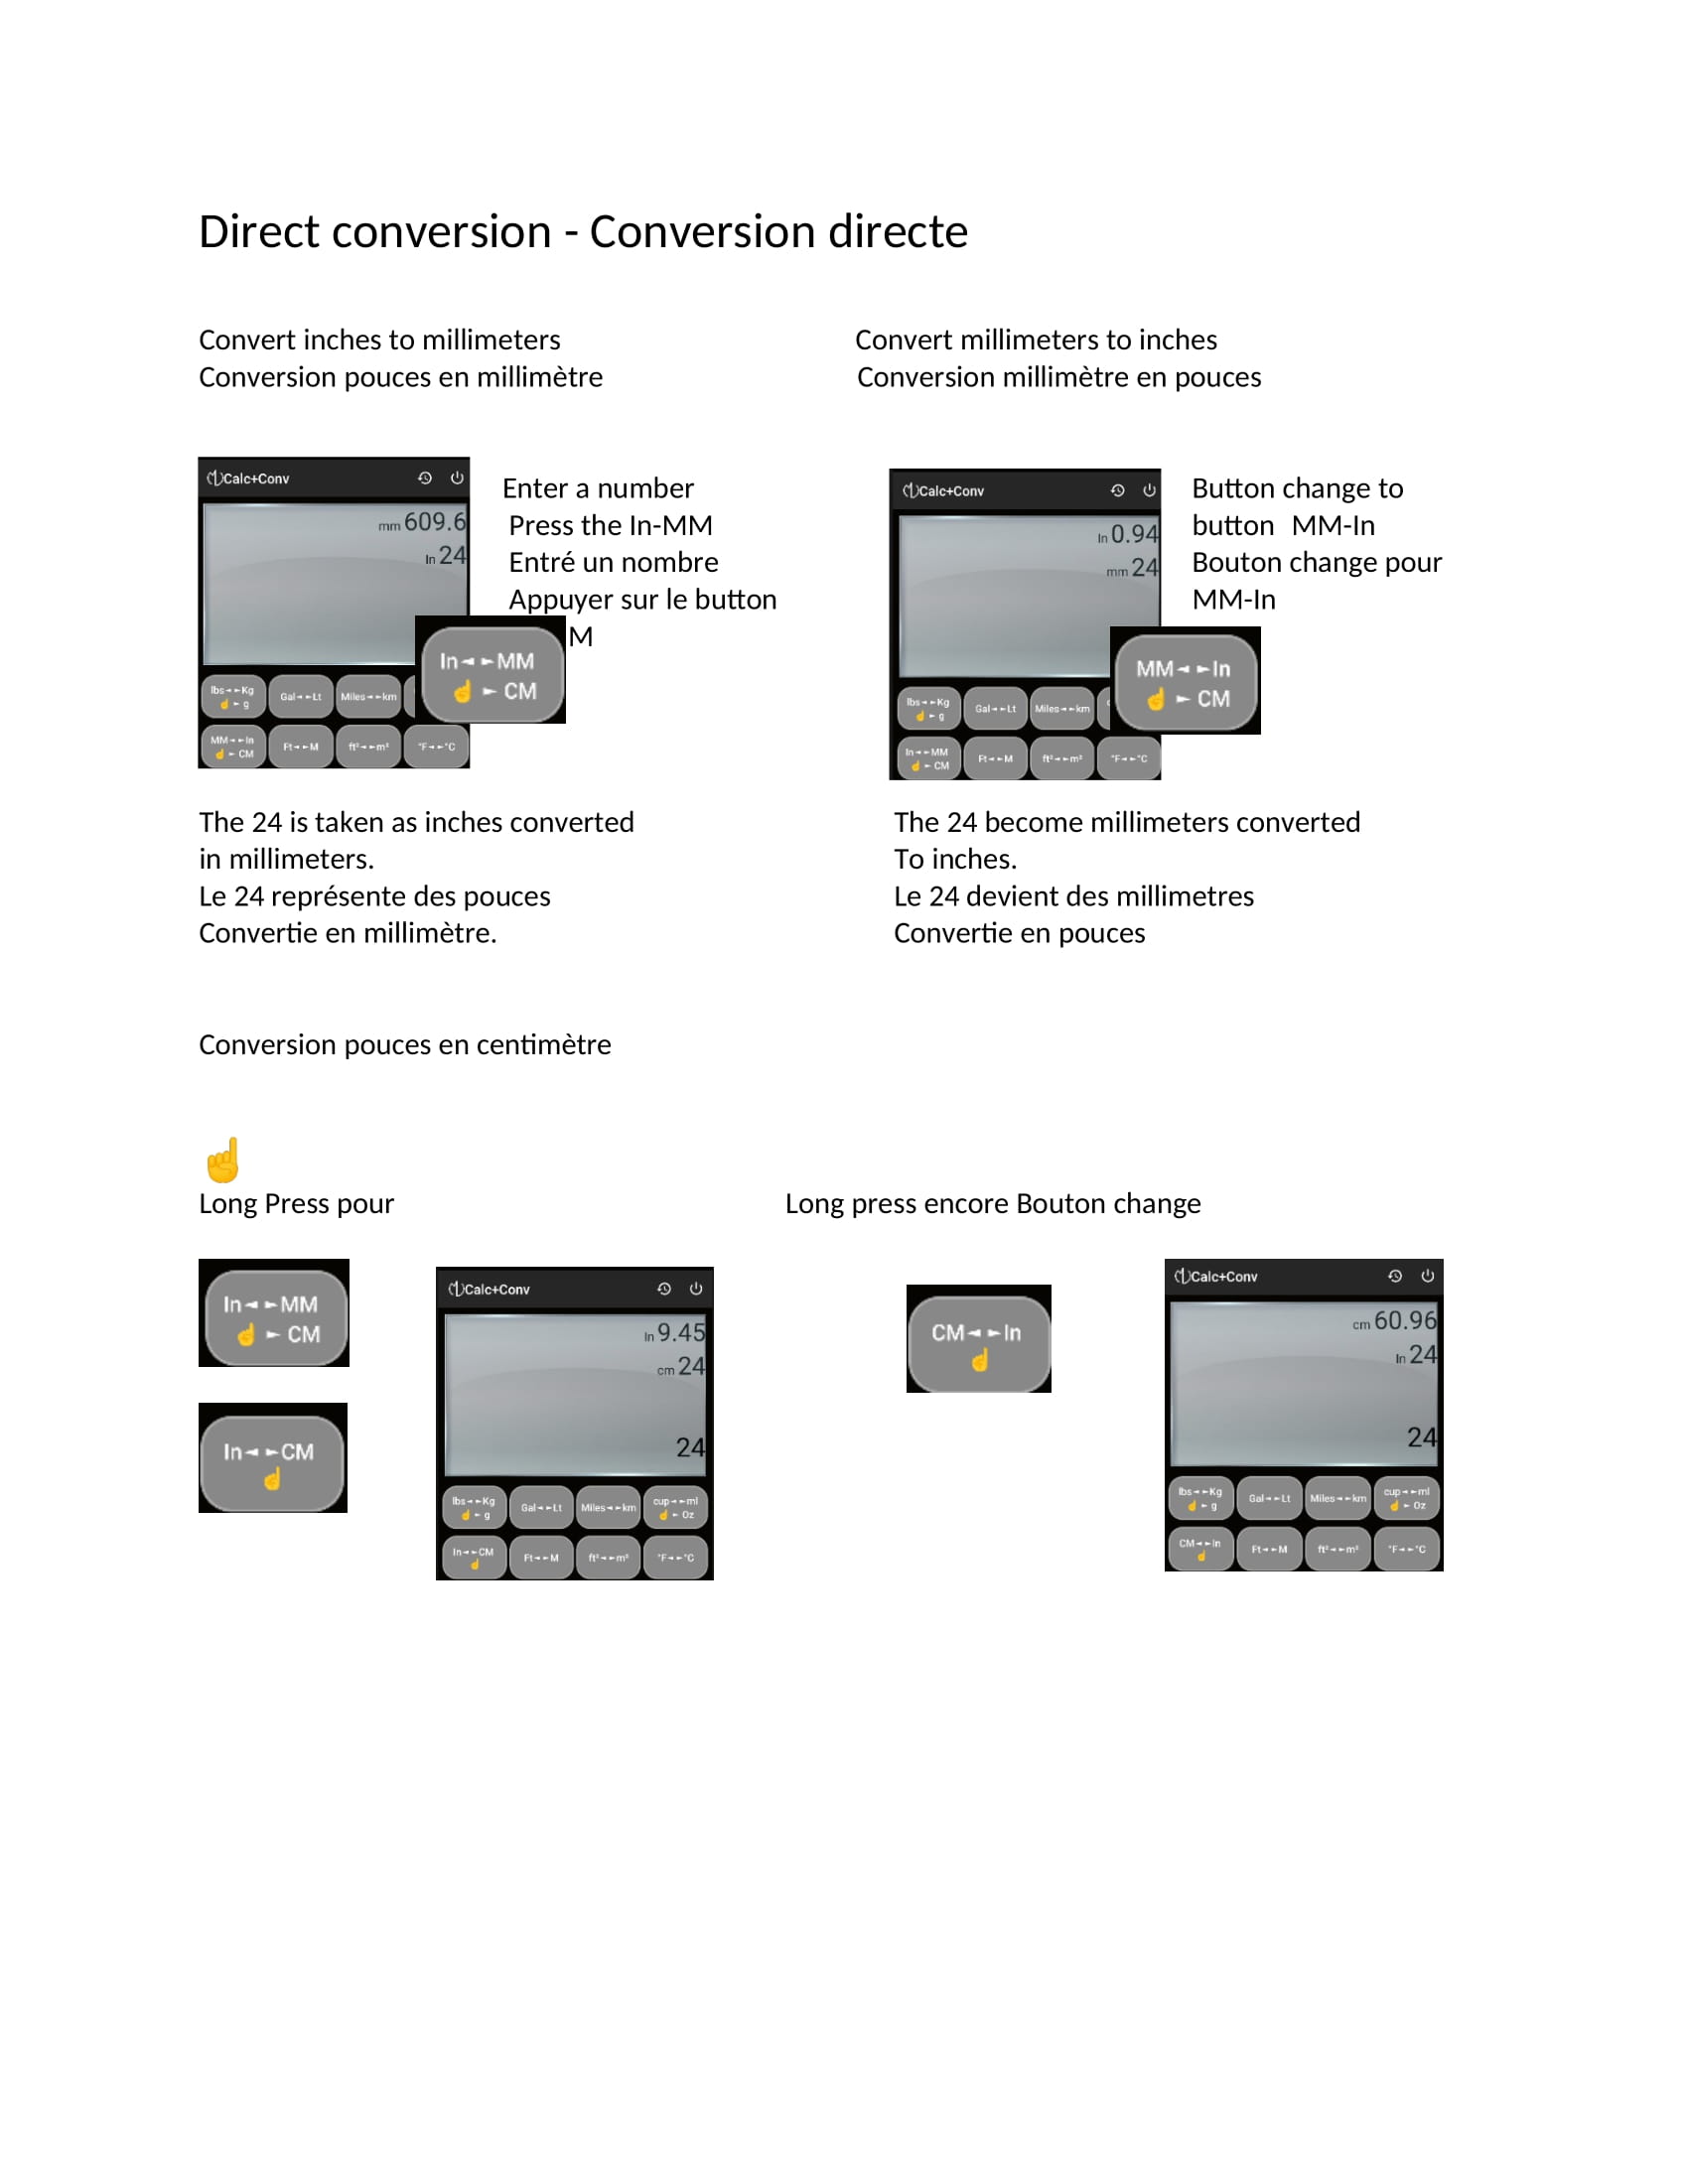 Direct conversion - Conversion directe
Convert inches to millimeters
Conversion pouces en millimètre
Convert millimeters to inches
Conversion millimètre en pouces
Calc+Conv
mm 609.6
In 24
lbs◄ ►Kg
☝ ► g
Gal◄ ►Lt
Miles◄ ►km
MM◄ ►In
☝ ► CM
Ft◄ ►M
ft²◄ ►m²
°F◄ ►°C
Enter a number
Press the In-MM
Entré un nombre
Appuyer sur le button
M
In◄ ►MM
☝ ► CM
Calc+Conv
In 0.94
mm 24
lbs◄ ►Kg
☝ ► g
Gal◄ ►Lt
Miles◄ ►km
In◄ ►MM
☝ ► CM
Ft◄ ►M
ft²◄ ►m²
°F◄ ►°C
Button change to
button MM-In
Bouton change pour
MM-In
MM◄ ►In
☝ ► CM
The 24 is taken as inches converted
in millimeters.
Le 24 représente des pouces
Convertie en millimètre.
The 24 become millimeters converted
To inches.
Le 24 devient des millimetres
Convertie en pouces
Conversion pouces en centimètre
☝
Long Press pour
Long press encore Bouton change
In◄ ►MM
☝ ► CM
In◄ ►CM
☝
Calc+Conv
In 9.45
cm 24
24
lbs◄ ►Kg
☝ ► g
Gal◄ ►Lt
Miles◄ ►km
cup◄ ►ml
☝ ► Oz
In◄ ►CM
☝
Ft◄ ►M
ft²◄ ►m²
°F◄ ►°C
CM◄ ►In
☝
Calc+Conv
cm 60.96
In 24
24
lbs◄ ►Kg
☝ ► g
Gal◄ ►Lt
Miles◄ ►km
cup◄ ►ml
☝ ► Oz
CM◄ ►In
☝
Ft◄ ►M
ft²◄ ►m²
°F◄ ►°C